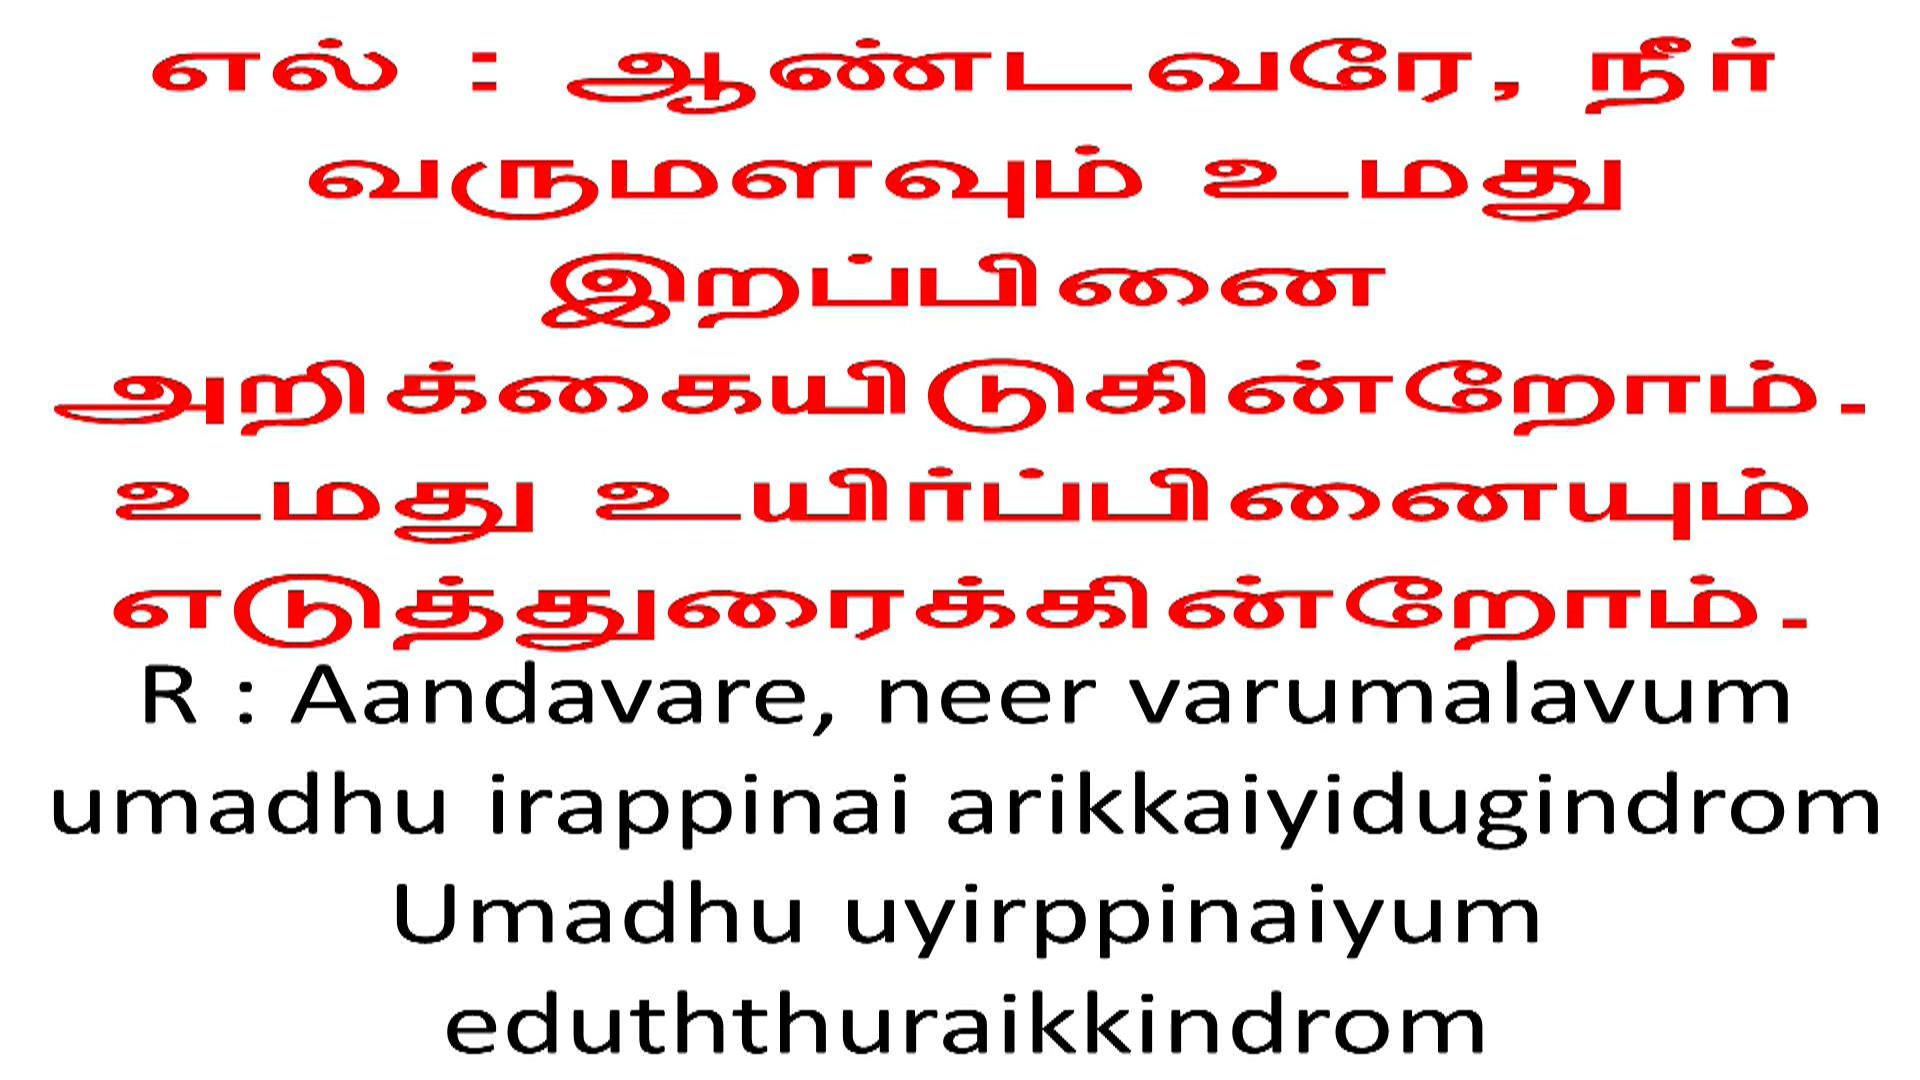 எல் : ஆண்டவரே, நீர்
வருமளவும் உமது
இறப்பினை
அறிக்கையிடுகின்றோம்.
உமது உயிர்ப்பினையும்
எடுத்துரைக்கின்றோம்.
R : Aandavare, neer varumalavum
umadhu irappinai arikkaiyidugindrom
Umadhu uyirppinaiyum
eduththuraikkindrom